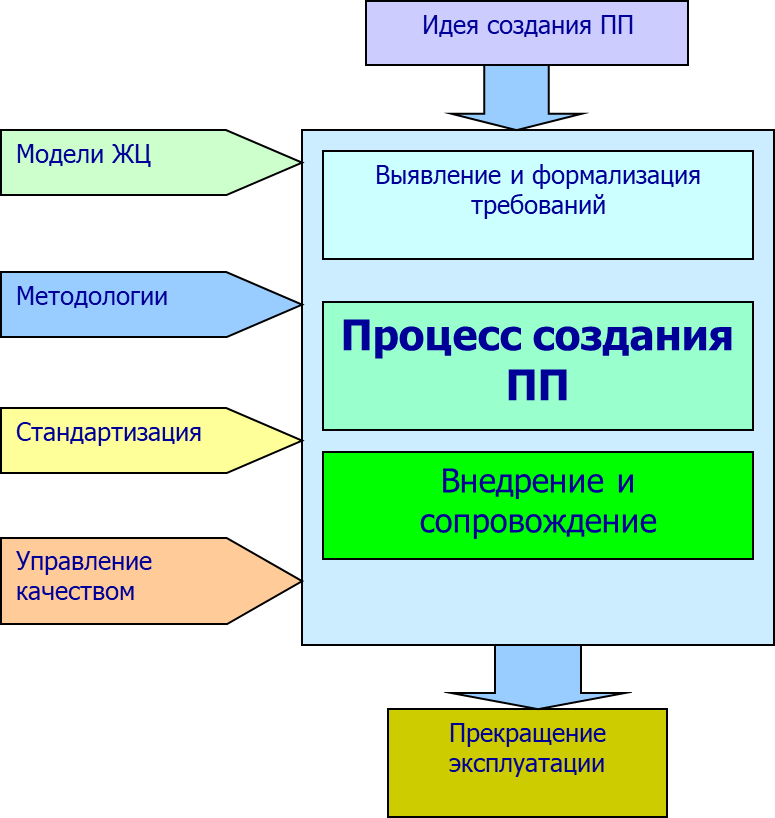 Идея создания ПП
Модели ЖЦ
Выявление и формализация
требований
Методологии
Процесс создания
ПП
Стандартизация
Внедрение и
сопровождение
Управление
качеством
Прекращение
эксплуатации